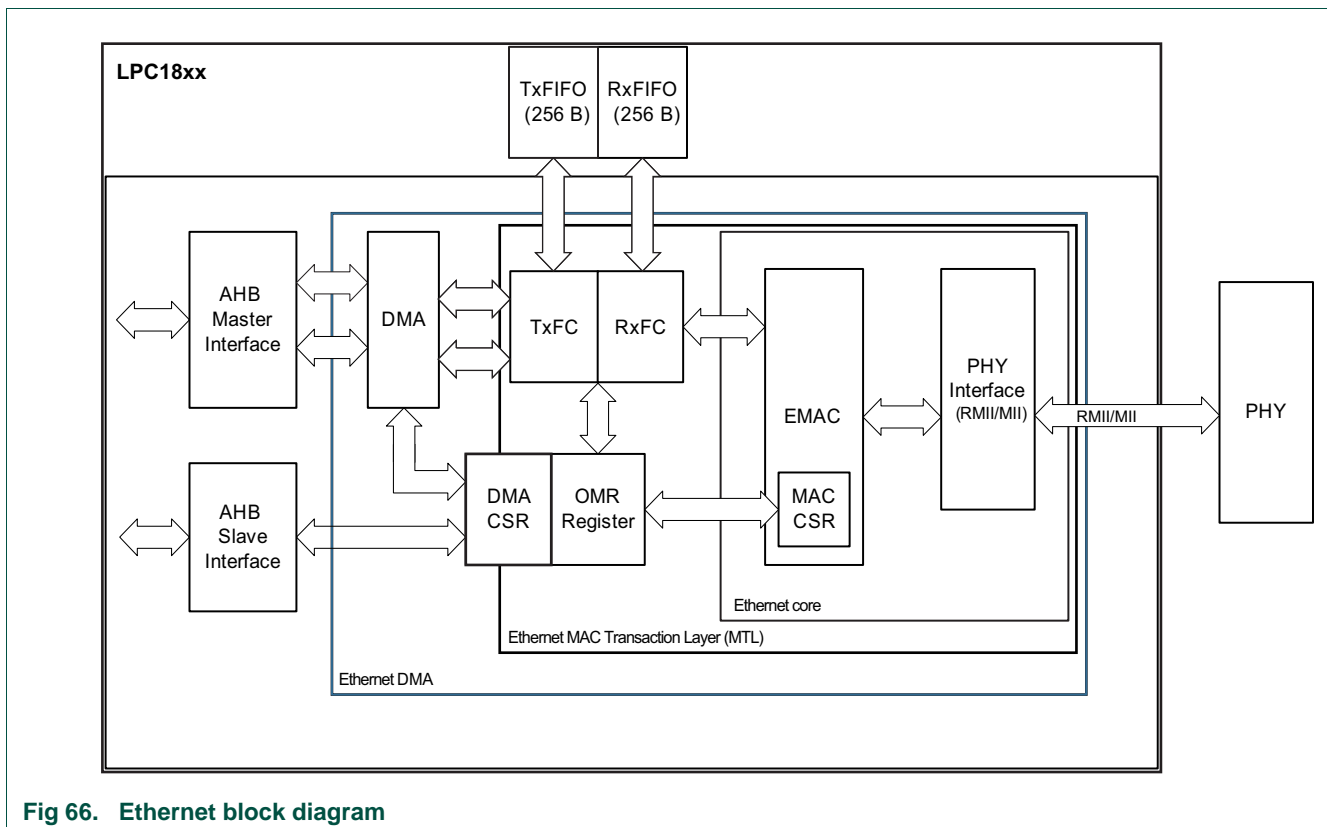 LPC18xx
TxFIFO
(256 B)
RxFIFO
(256 B)
AHB
Master
Interface
DMA
TxFC
RxFC
EMAC
PHY
Interface
(RMII/MII)
RMII/MII
PHY
AHB
Slave
Interface
DMA
CSR
OMR
Register
MAC
CSR
Ethernet core
Ethernet MAC Transaction Layer (MTL)
Ethernet DMA
Fig 66. Ethernet block diagram